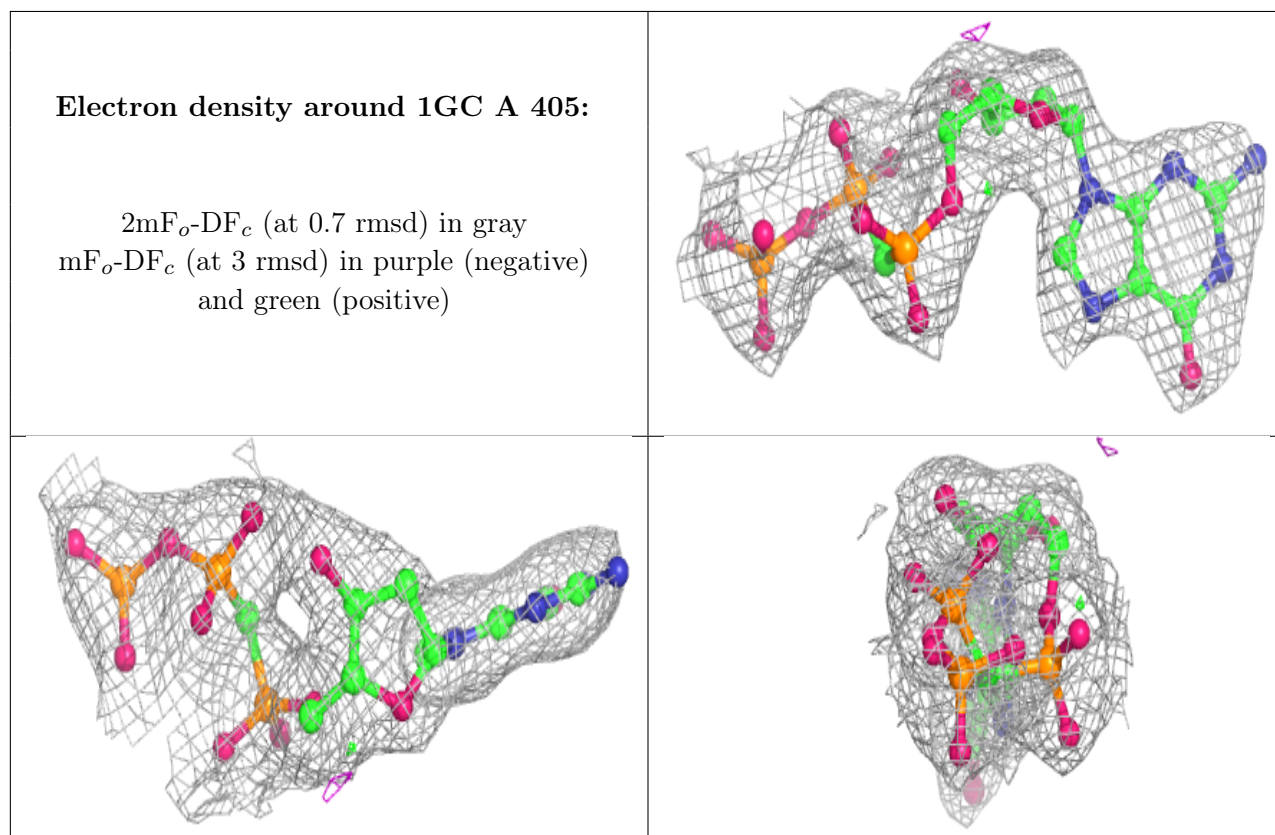 Electron density around 1GC A 405:
2mFo-DFc (at 0.7 rmsd) in gray
mFo-DFc (at 3 rmsd) in purple (negative)
and green (positive)